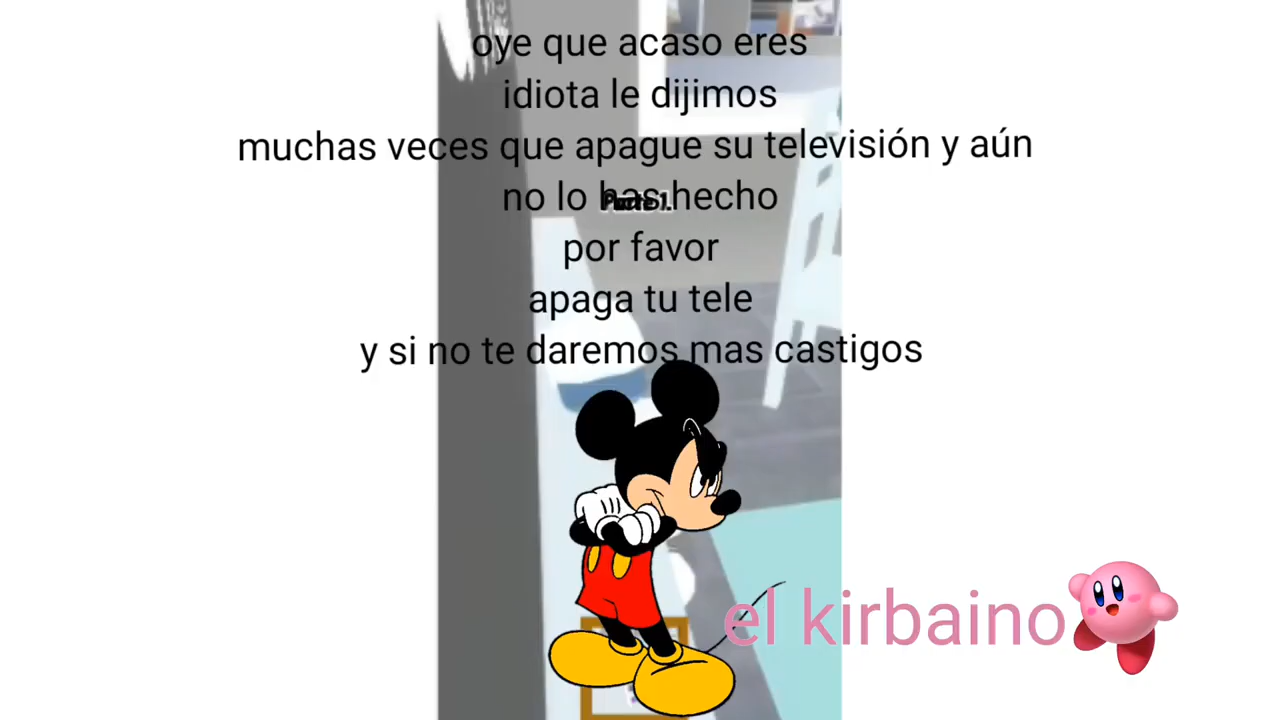 oye que acaso eres
idiota le dijimos
muchas veces que apague su televisión y aún
no lo has hecho
por favor
apaga tu tele
y si no te daremos mas castigos
el kirbaino